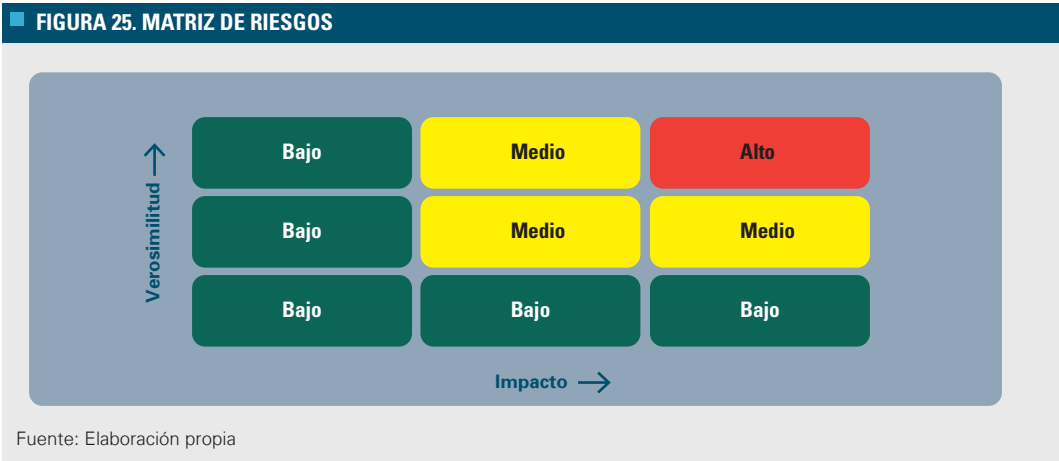 FIGURA 25. MATRIZ DE RIESGOS
Verosimilitud
Bajo Medio Alto
Bajo Medio Medio
Bajo Bajo Bajo
Impacto
Fuente: Elaboración propia